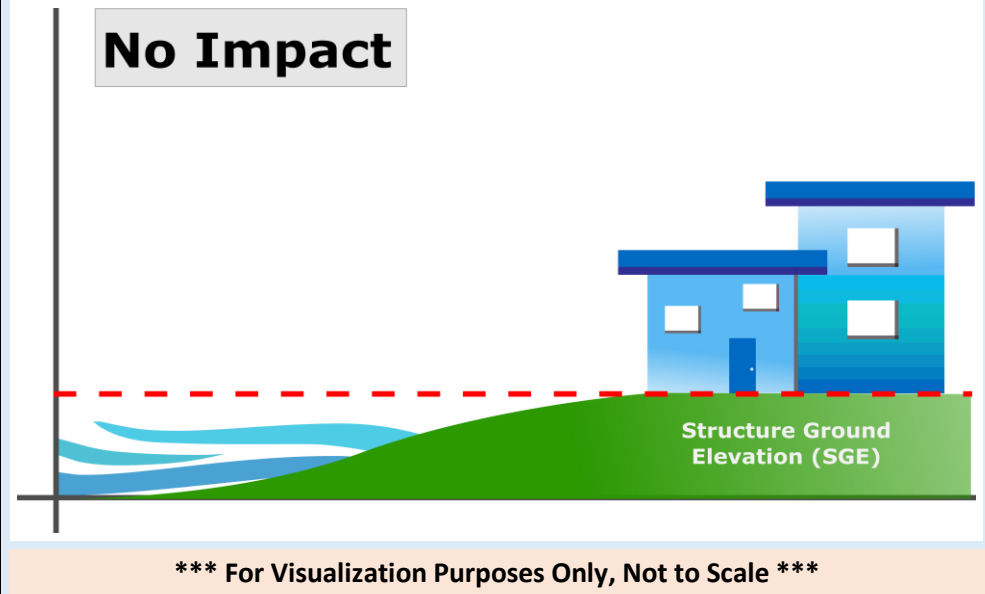 No Impact
Structure Ground
Elevation (SGE)
*** For Visualization Purposes Only, Not to Scale ***